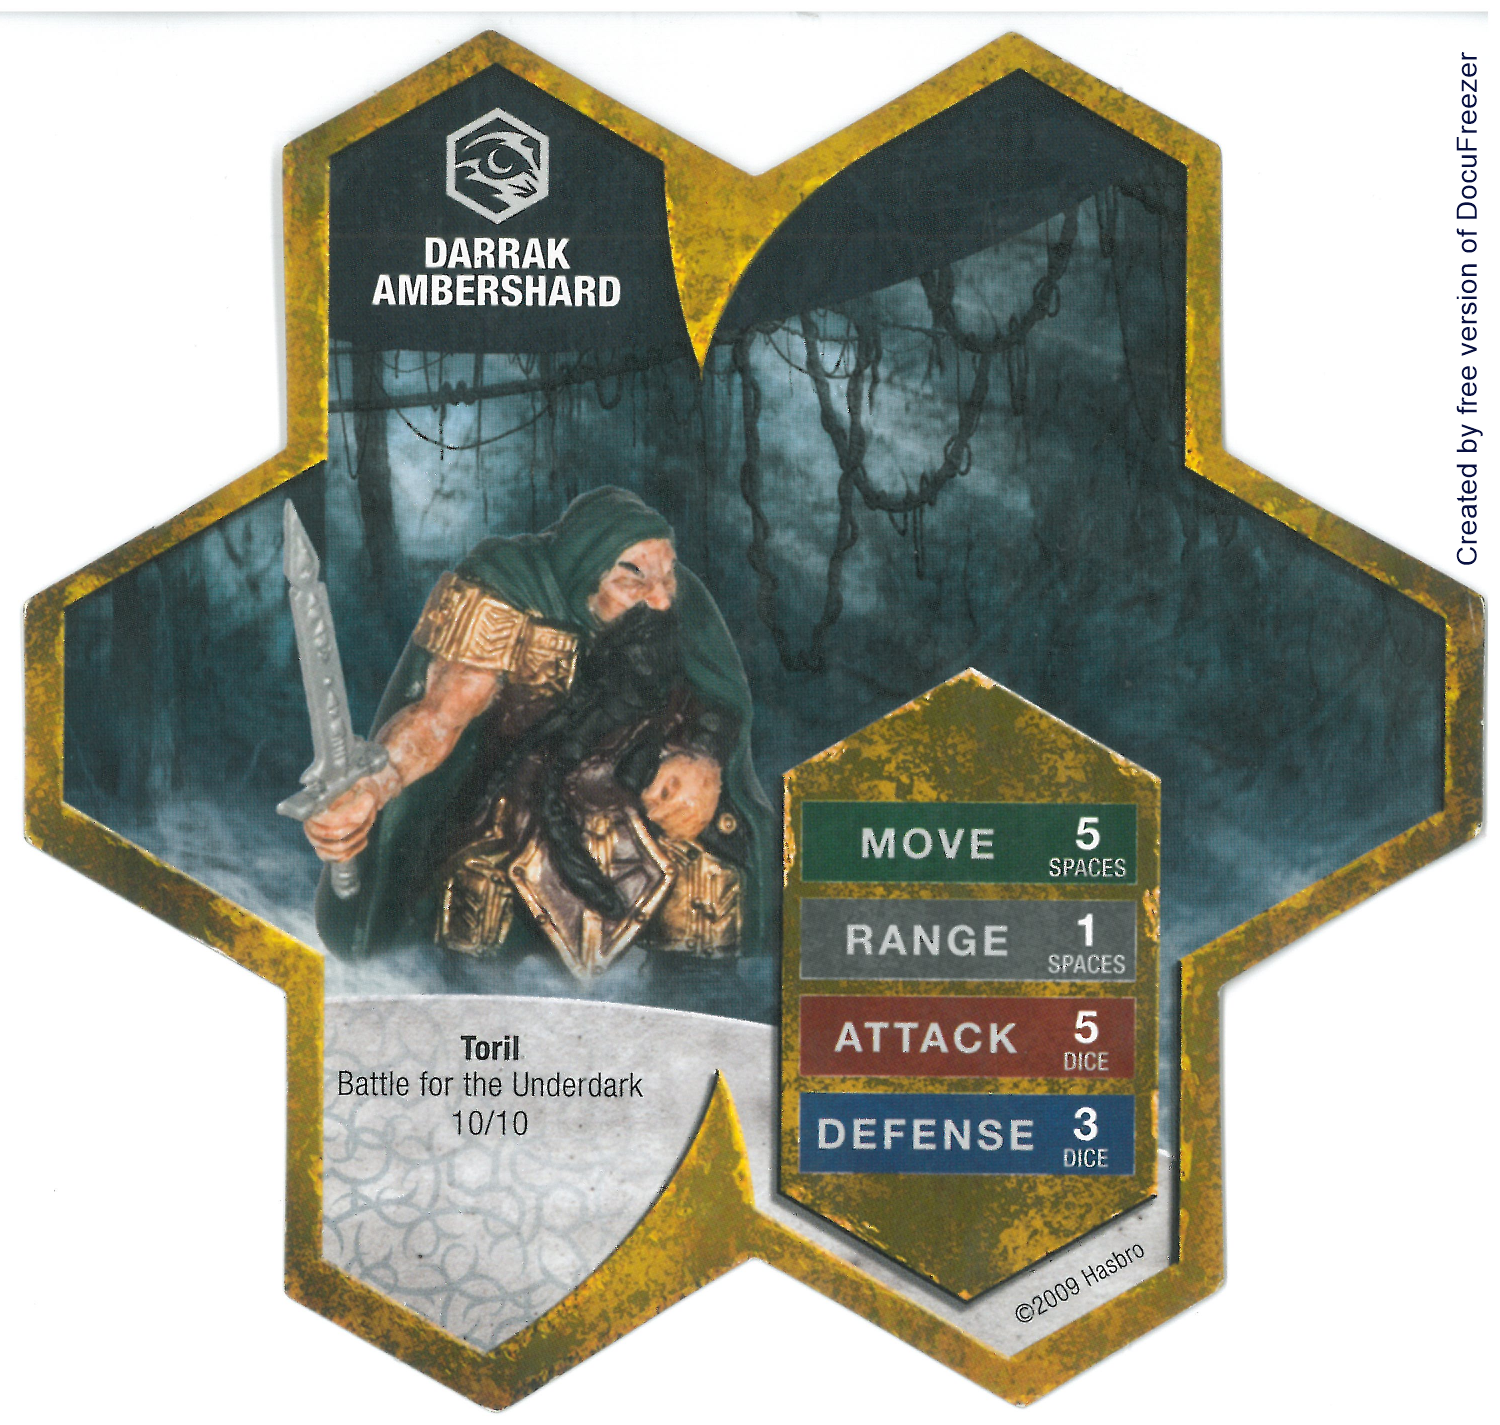 DARRAK
AMBERSHARD
MOVE 5
SPACES
RANGE 1
SPACES
ATTACK 5
DICE
DEFENSE 3
DICE
Toril
Battle for the Underdark
10/10
©2009 Hasbro
Created by free version of DocuFreezer